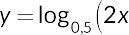 y = log₀,₅(2x